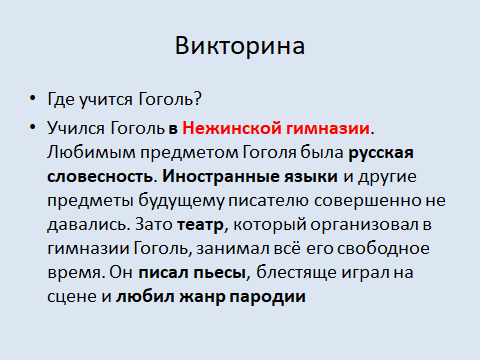 Викторина
• Где учится Гоголь?
• Учился Гоголь в Нежинской гимназии.
Любимым предметом Гоголя была русская
словесность. Иностранные языки и другие
предметы будущему писателю совершенно не
давались. Зато театр, который организовал в
гимназии Гоголь, занимал всё его свободное
время. Он писал пьесы, блестяще играл на
сцене и любил жанр пародии